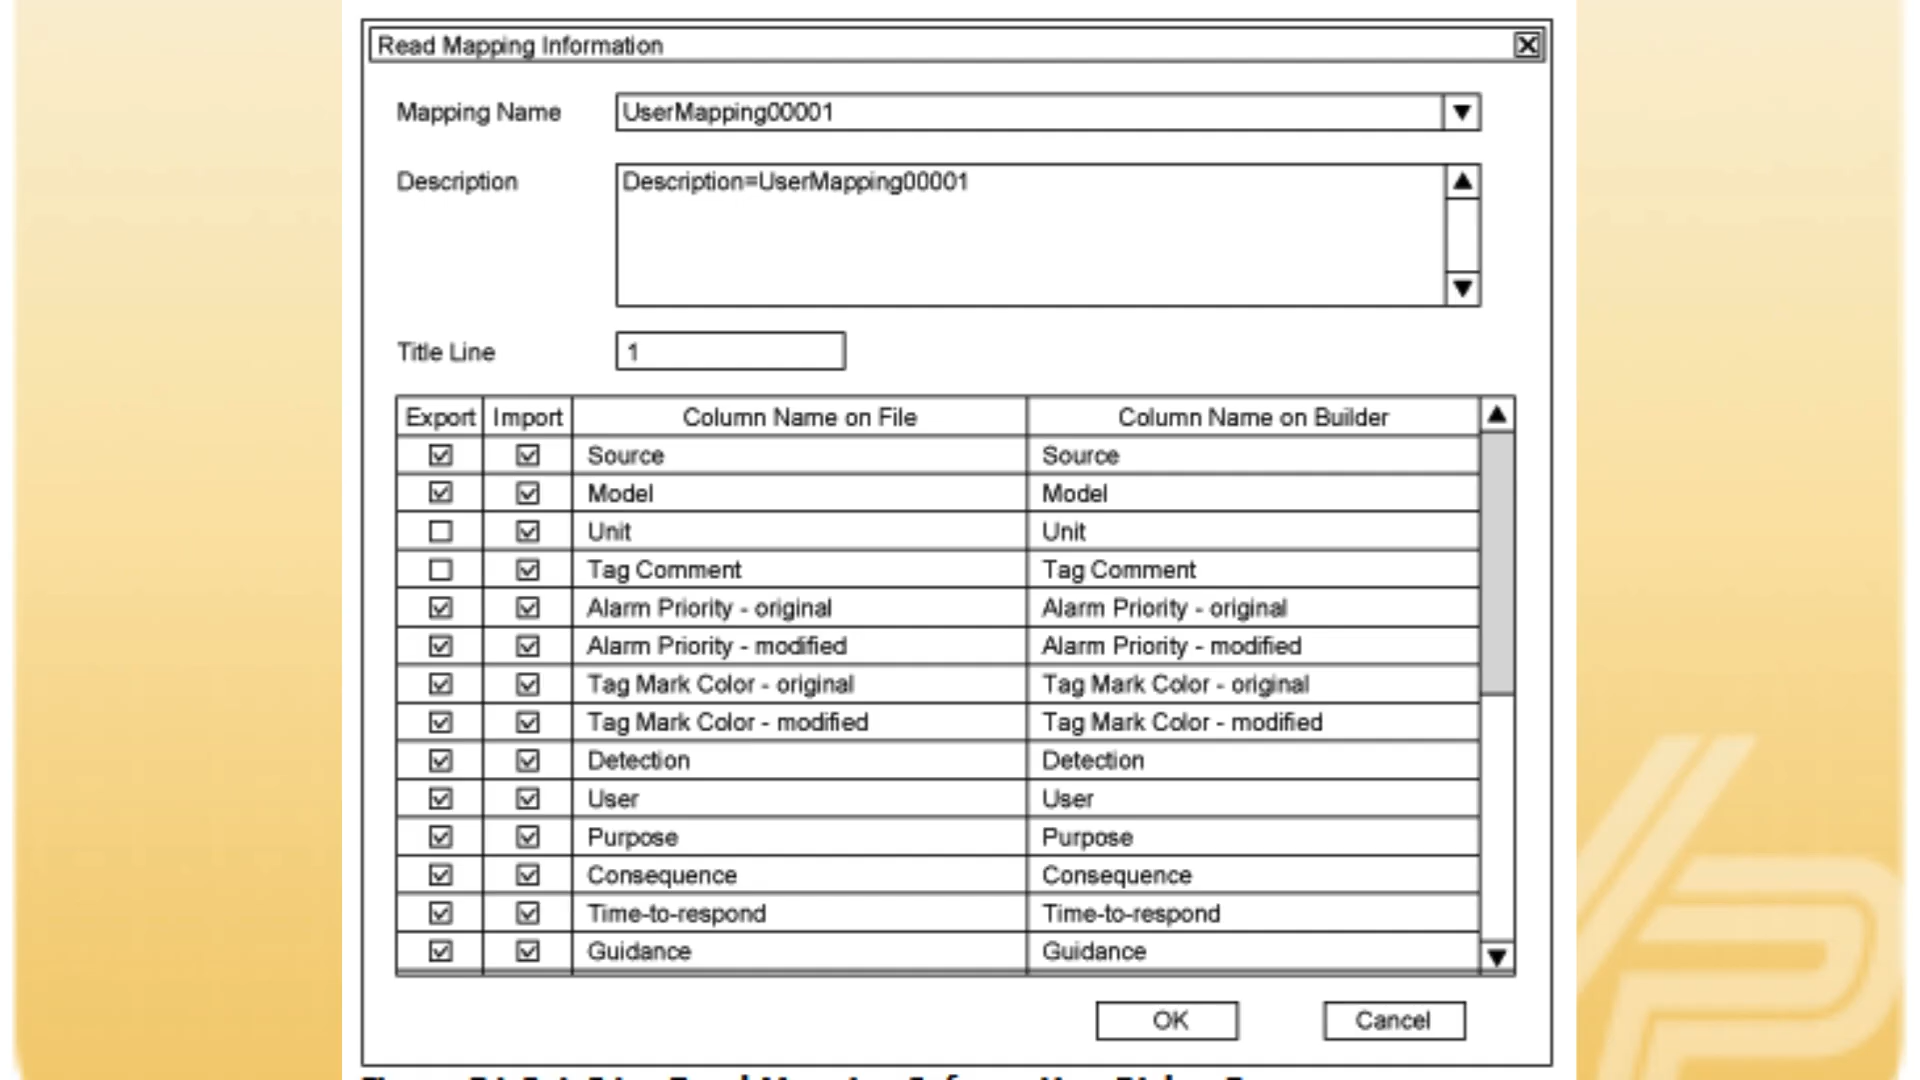 Read Mapping Information
Mapping Name UserMapping00001
Description Description=UserMapping00001
Title Line 1
Export Import Column Name on File Column Name on Builder
Source Source
Model Model
Unit Unit
Tag Comment Tag Comment
Alarm Priority - original Alarm Priority - original
Alarm Priority - modified Alarm Priority - modified
Tag Mark Color - original Tag Mark Color - original
Tag Mark Color - modified Tag Mark Color - modified
Detection Detection
User User
Purpose Purpose
Consequence Consequence
Time-to-respond Time-to-respond
Guidance Guidance
OK Cancel